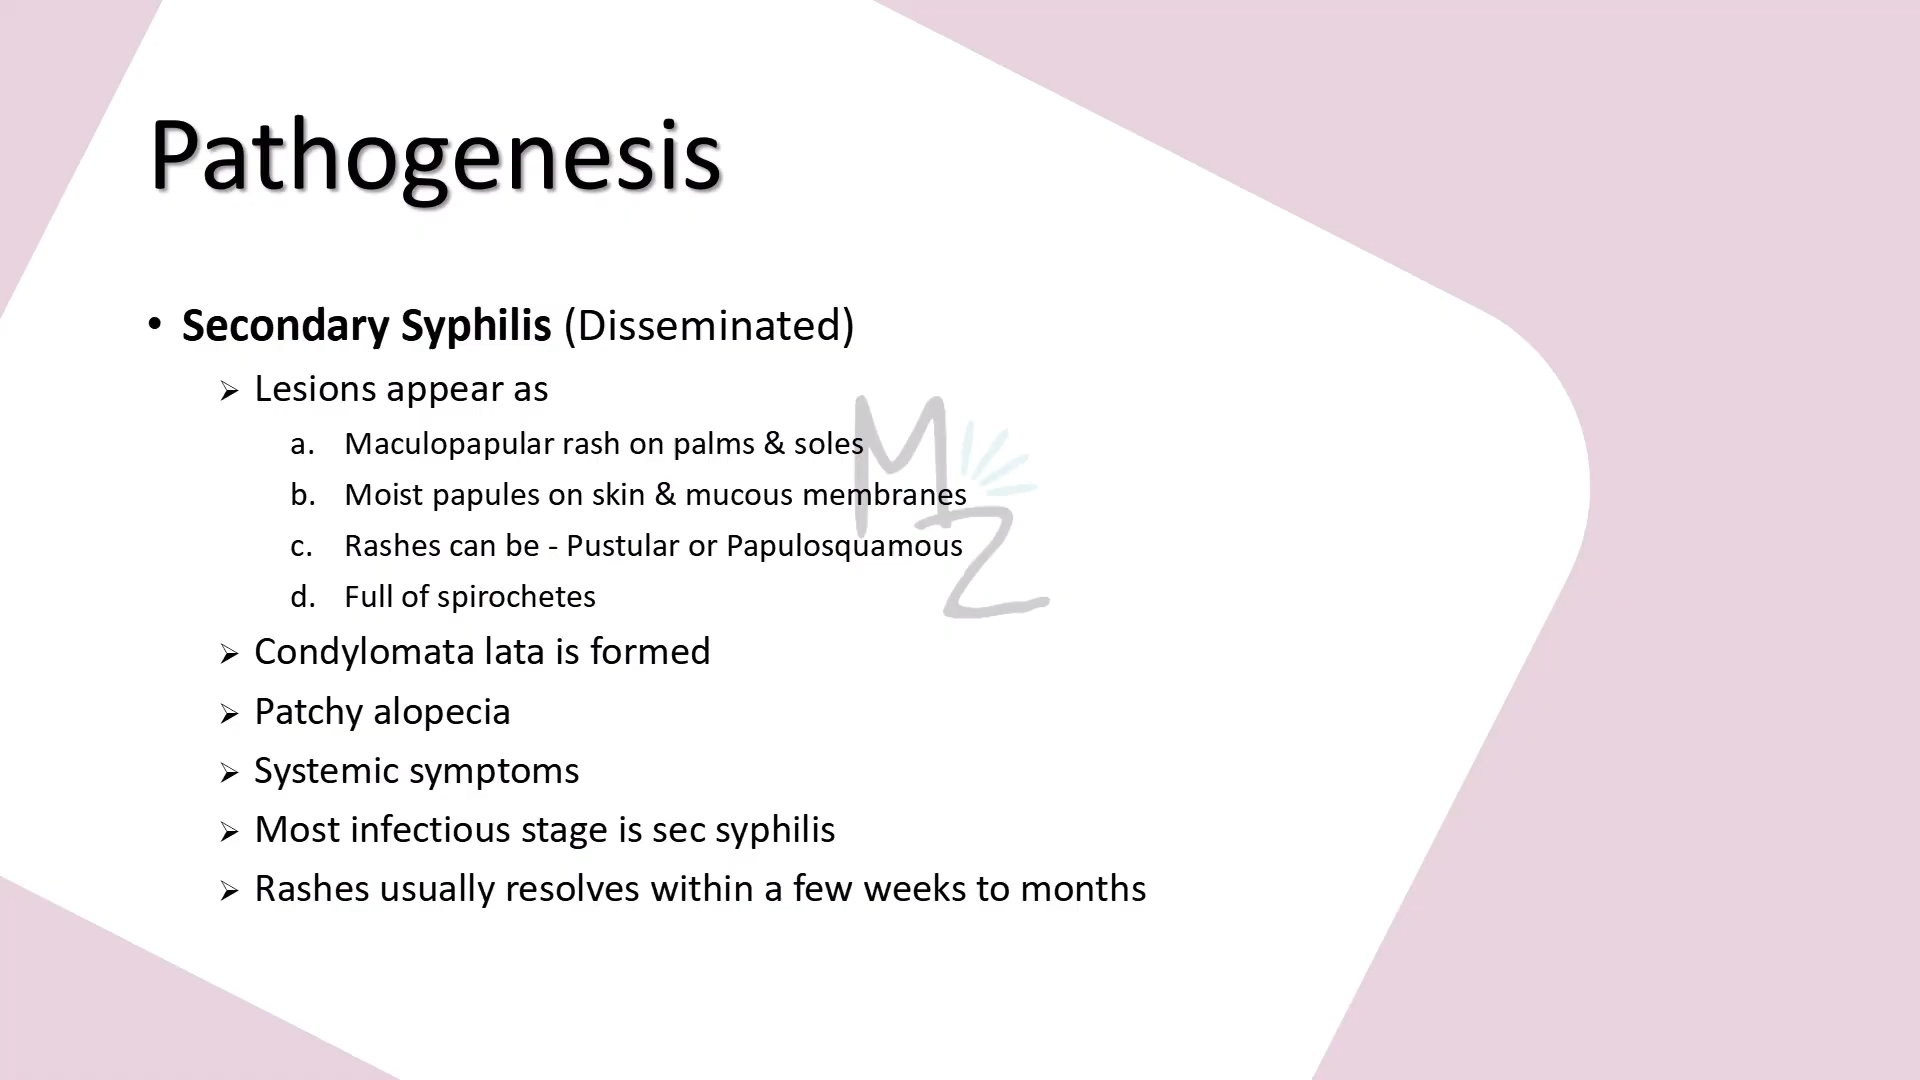 Pathogenesis
• Secondary Syphilis (Disseminated)
➢ Lesions appear as
a. Maculopapular rash on palms & soles
b. Moist papules on skin & mucous membranes
c. Rashes can be - Pustular or Papulosquamous
d. Full of spirochetes
➢ Condylomata lata is formed
➢ Patchy alopecia
➢ Systemic symptoms
➢ Most infectious stage is sec syphilis
➢ Rashes usually resolves within a few weeks to months
MZ